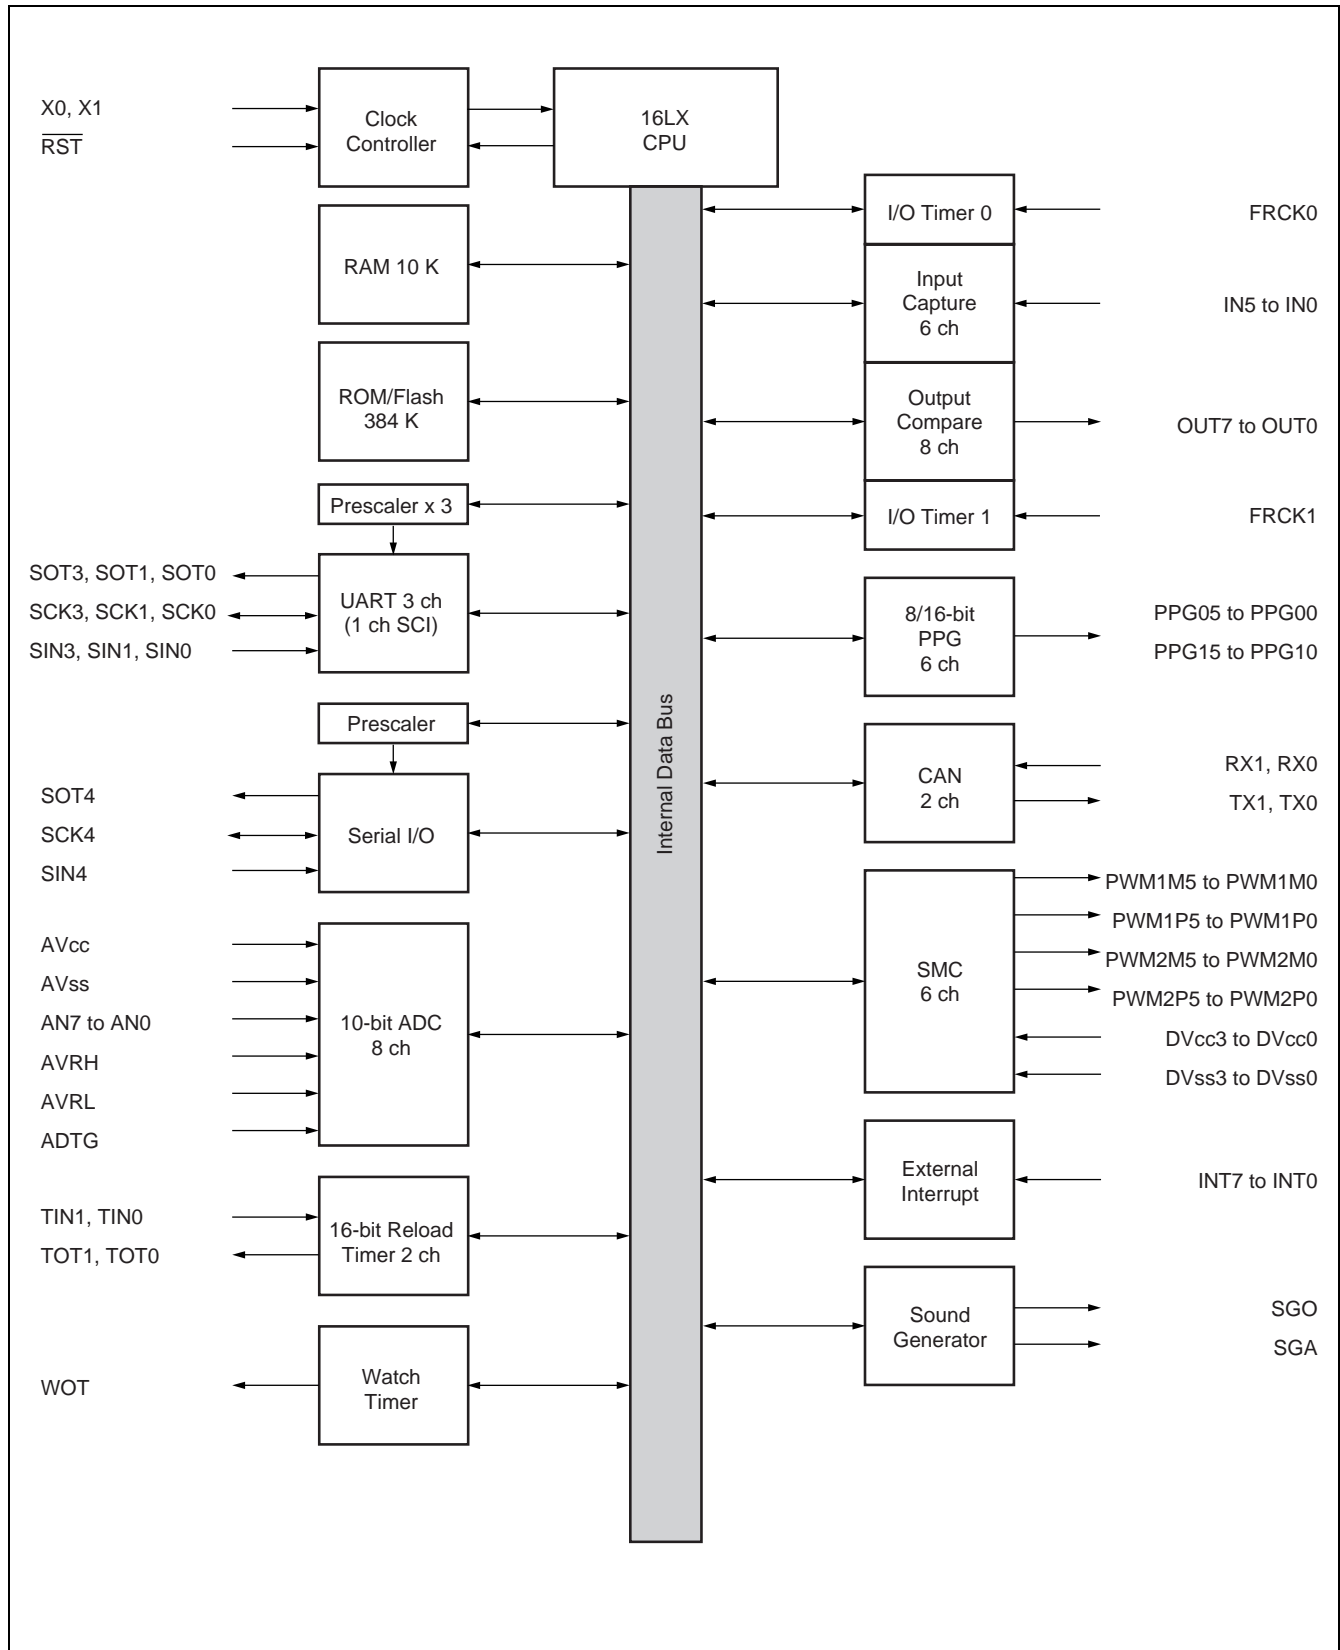 X0, X1
RST
Clock
Controller
16LX
CPU
RAM 10 K
ROM/Flash
384 K
Prescaler x 3
SOT3, SOT1, SOT0
SCK3, SCK1, SCK0
SIN3, SIN1, SIN0
UART 3 ch
(1 ch SCI)
Prescaler
SOT4
SCK4
SIN4
Serial I/O
AVcc
AVss
AN7 to AN0
AVRH
AVRL
ADTG
10-bit ADC
8 ch
TIN1, TIN0
TOT1, TOT0
16-bit Reload
Timer 2 ch
WOT
Watch
Timer
Internal Data Bus
I/O Timer 0
FRCK0
Input
Capture
6 ch
IN5 to IN0
Output
Compare
8 ch
OUT7 to OUT0
I/O Timer 1
FRCK1
8/16-bit
PPG
6 ch
PPG05 to PPG00
PPG15 to PPG10
CAN
2 ch
RX1, RX0
TX1, TX0
SMC
6 ch
PWM1M5 to PWM1M0
PWM1P5 to PWM1P0
PWM2M5 to PWM2M0
PWM2P5 to PWM2P0
DVcc3 to DVcc0
DVss3 to DVss0
External
Interrupt
INT7 to INT0
Sound
Generator
SGO
SGA